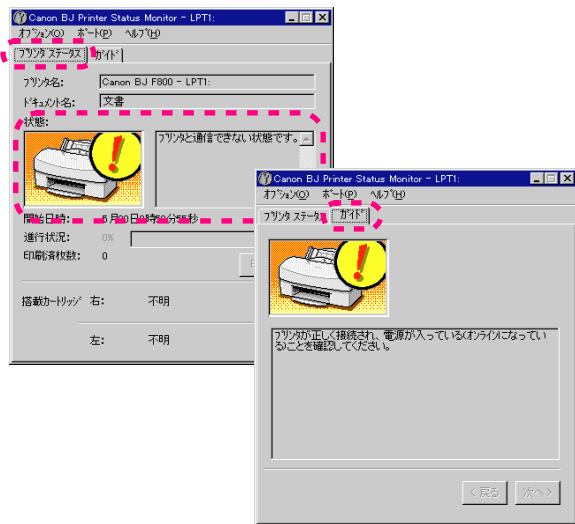 Canon BJ Printer Status Monitor - LPT1:
オプション(O) ポート(P) ヘルプ(H)
プリンタ ステータス ガイド
プリンタ名: Canon BJ F800 - LPT1:
ドキュメント名: 文書
状態:
プリンタと通信できない状態です。
開始日時:
進行状況: 0%
印刷済枚数: 0
搭載カートリッジ 右: 不明
左: 不明
Canon BJ Printer Status Monitor - LPT1:
オプション(O) ポート(P) ヘルプ(H)
プリンタ ステータス ガイド
プリンタが正しく接続され、電源が入っている(オンラインになってい
る)ことを確認してください。
< 戻る 次へ >